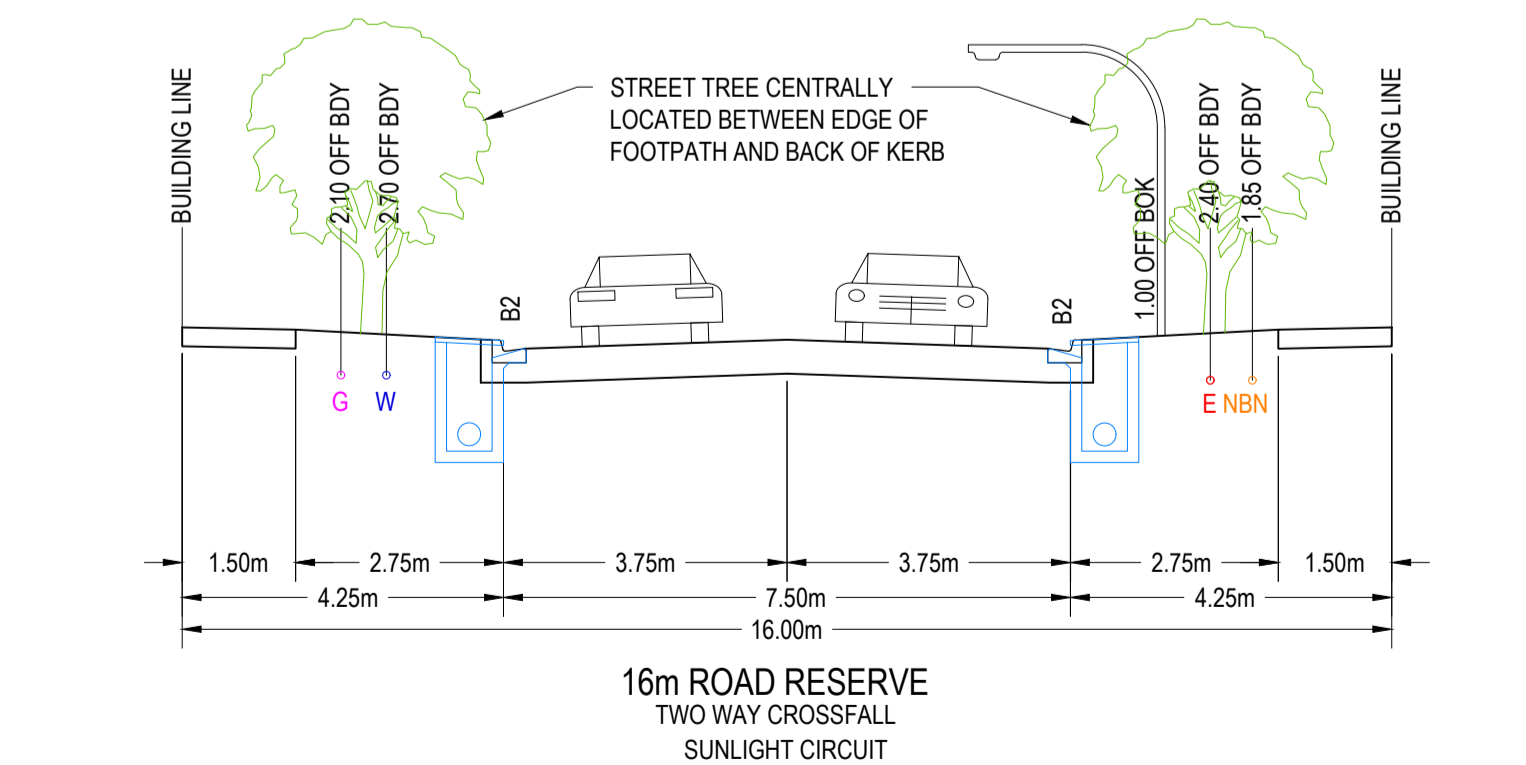 BUILDING LINE
2.10 OFF BDY
2.70 OFF BDY
STREET TREE CENTRALLY
LOCATED BETWEEN EDGE OF
FOOTPATH AND BACK OF KERB
1.00 OFF BOK
2.40 OFF BDY
1.85 OFF BDY
BUILDING LINE
B2
B2
G
W
E
NBN
1.50m
2.75m
3.75m
3.75m
2.75m
1.50m
4.25m
7.50m
4.25m
16.00m
16m ROAD RESERVE
TWO WAY CROSSFALL
SUNLIGHT CIRCUIT